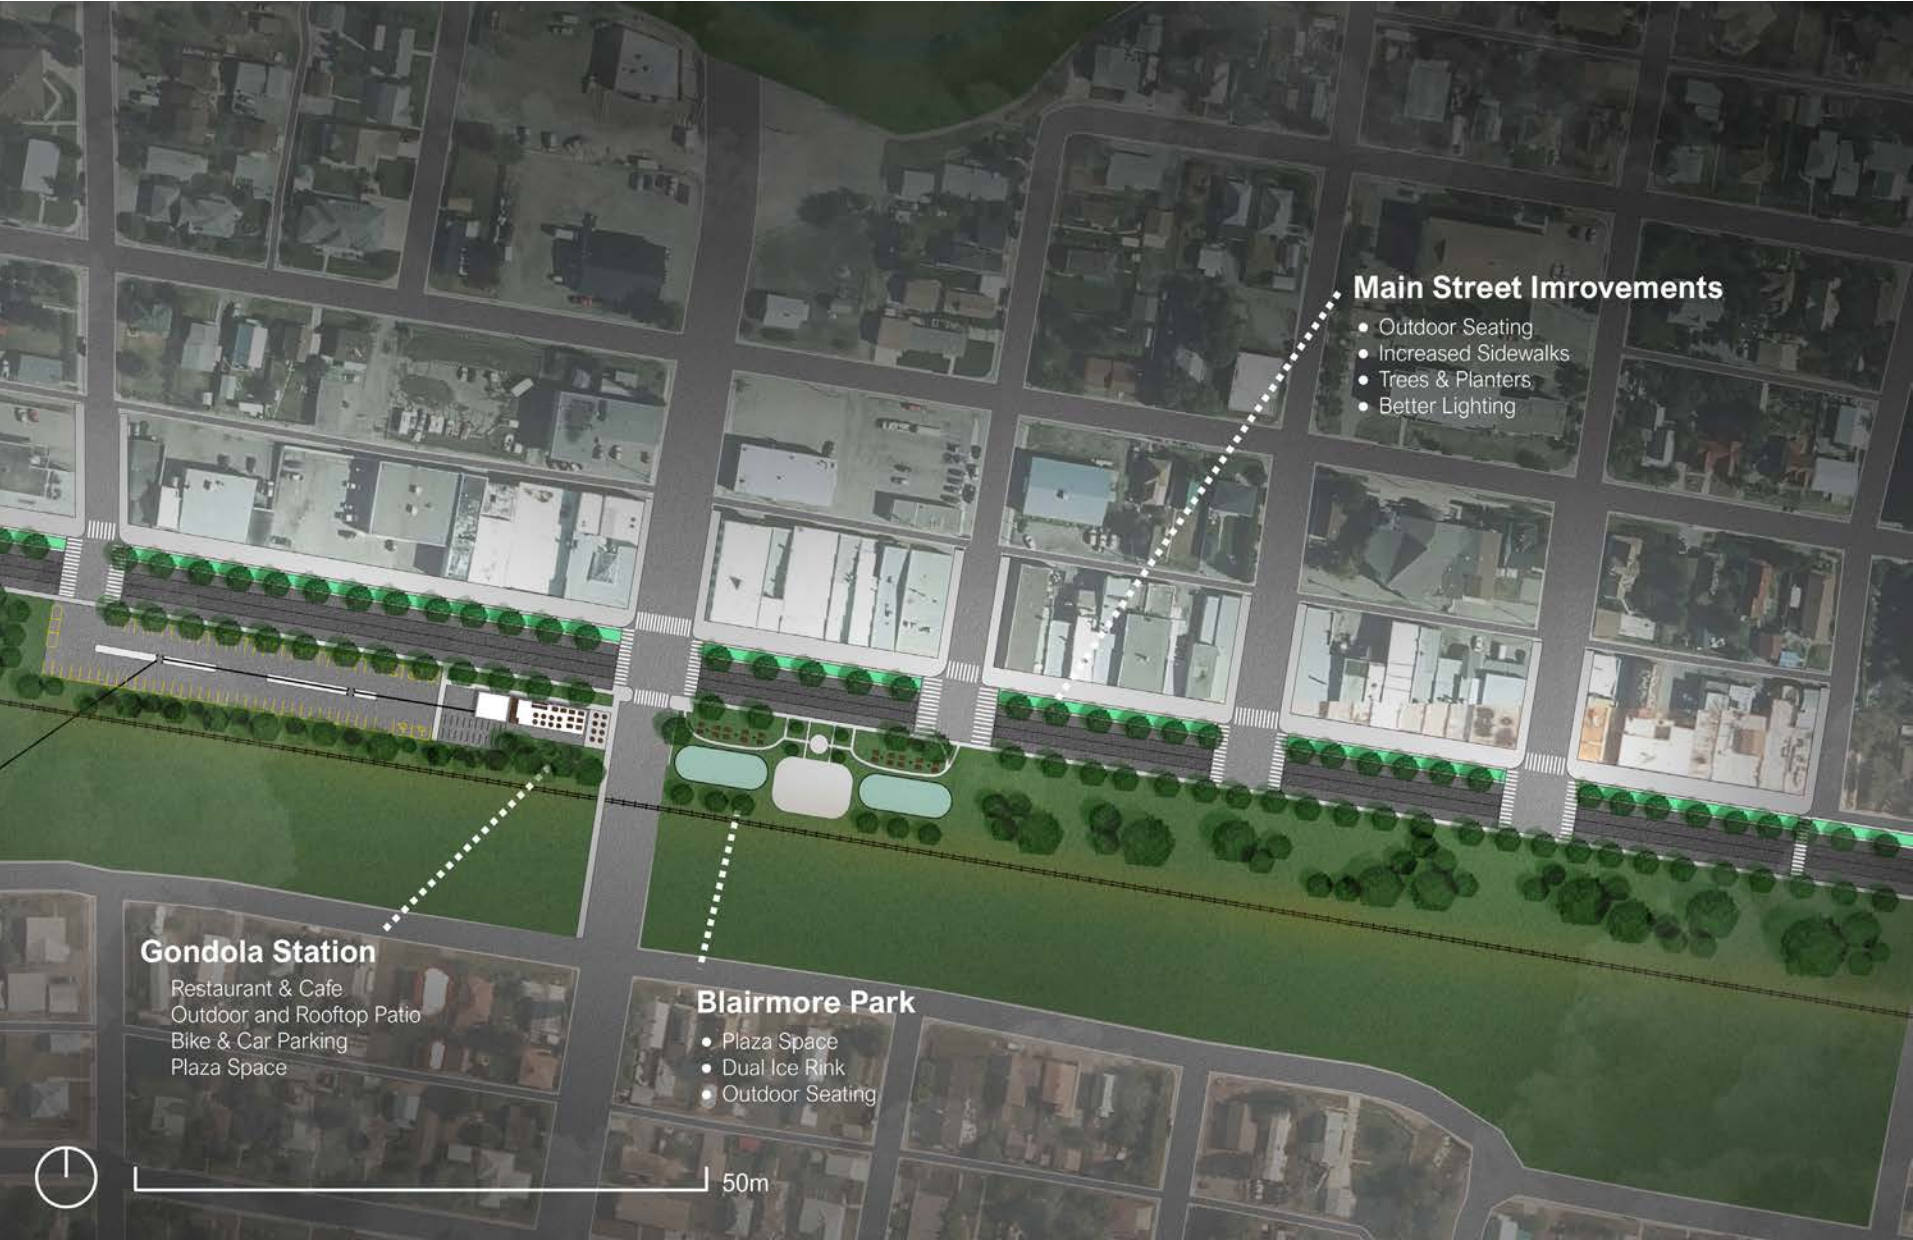 Main Street Imrovements
Outdoor Seating
Increased Sidewalks
Trees & Planters
Better Lighting
Gondola Station
Restaurant & Cafe
Outdoor and Rooftop Patio
Bike & Car Parking
Plaza Space
Blairmore Park
Plaza Space
Dual Ice Rink
Outdoor Seating
50m